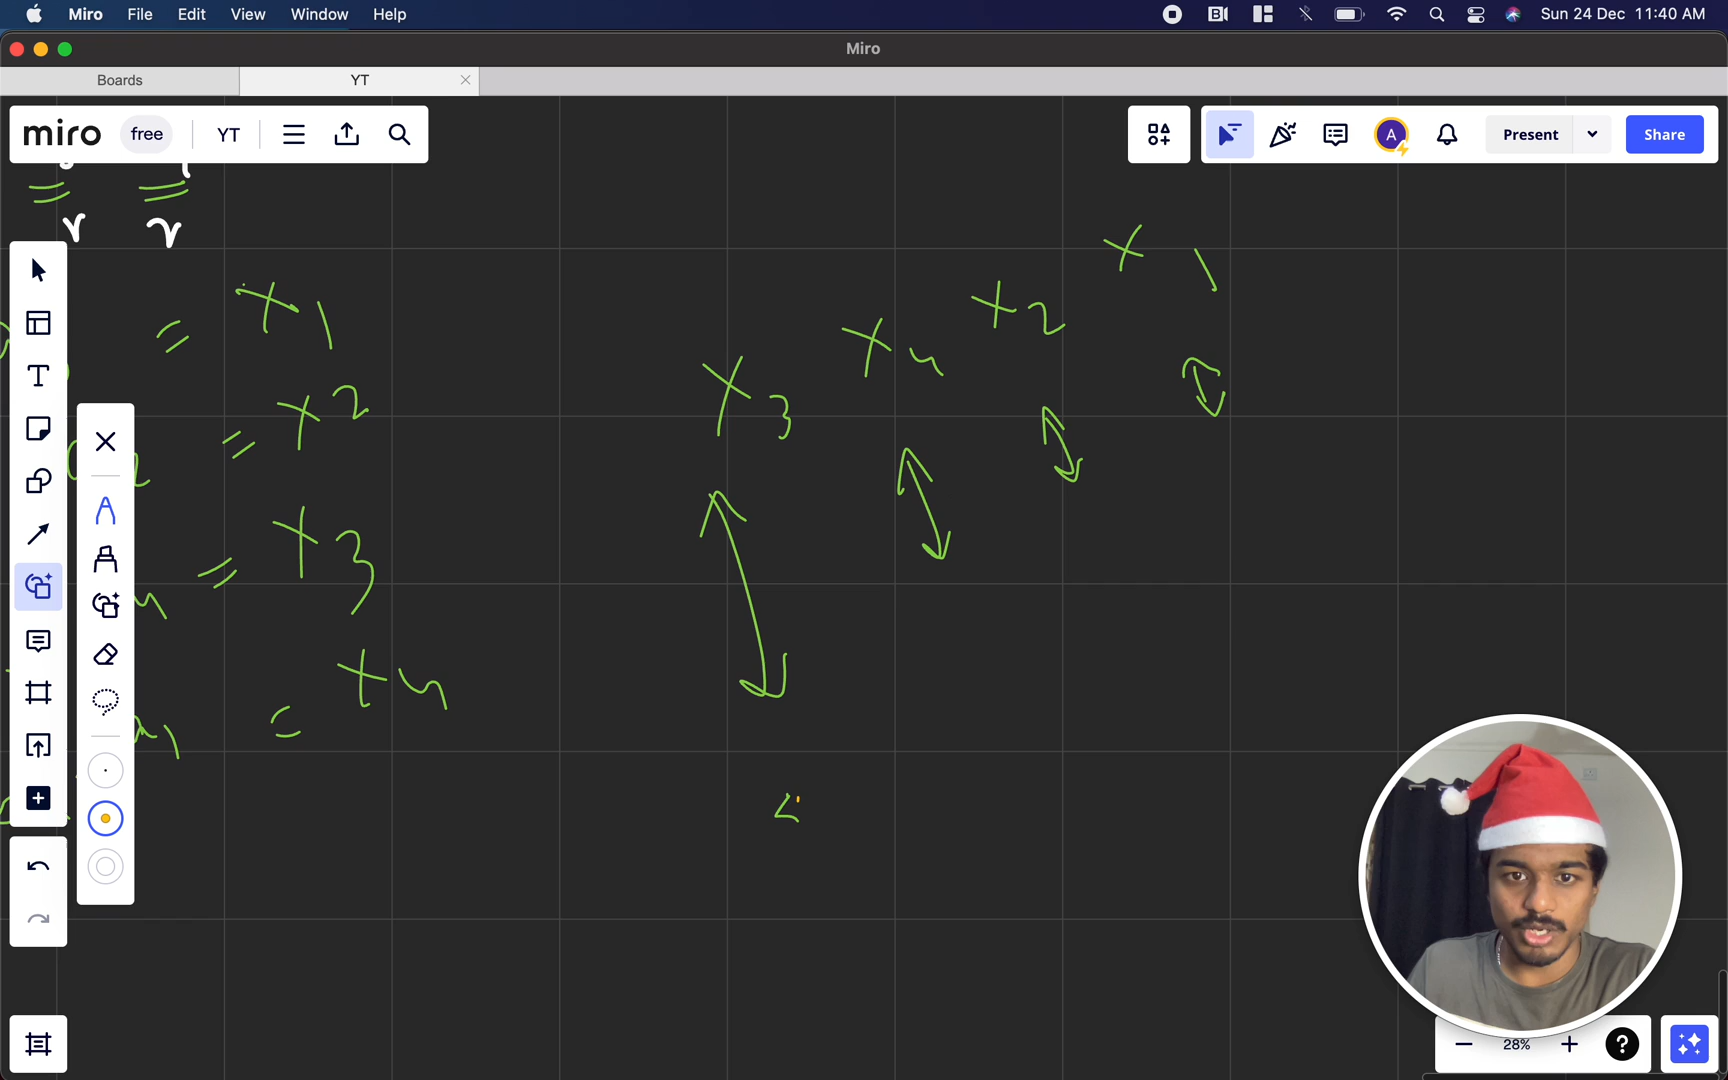 Miro File Edit View Window Help Sun 24 Dec 11:40 AM
Miro
Boards YT
miro free YT Present Share
r r
= x1
= x2
= x3
= x4
x3 x4 x2 x1
28%